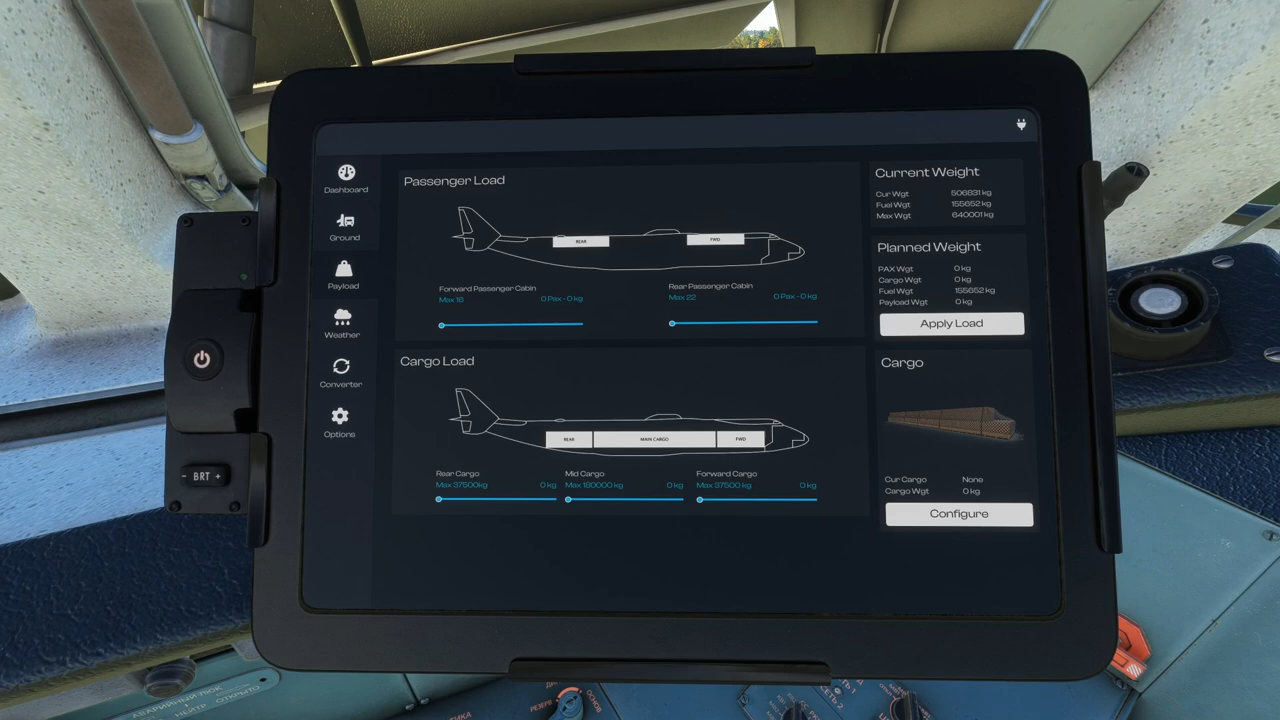 Dashboard
Ground
Payload
Weather
Converter
Options
BRT
Passenger Load
REAR
FWD
Forward Passenger Cabin
Max 16
0 Pax - 0 kg
Rear Passenger Cabin
Max 22
0 Pax - 0 kg
Cargo Load
REAR
MAIN CARGO
FWD
Rear Cargo
Max 37500kg
0 kg
Mid Cargo
Max 180000 kg
0 kg
Forward Cargo
Max 37500 kg
0 kg
Current Weight
Cur Wgt 506831 kg
Fuel Wgt 155652 kg
Max Wgt 640001 kg
Planned Weight
PAX Wgt 0 kg
Cargo Wgt 0 kg
Fuel Wgt 155652 kg
Payload Wgt 0 kg
Apply Load
Cargo
Cur Cargo None
Cargo Wgt 0 kg
Configure
АВАРИЙНЫЙ ЛЮК
НЕЙТР ОТКРЫТО
ОСНОВ